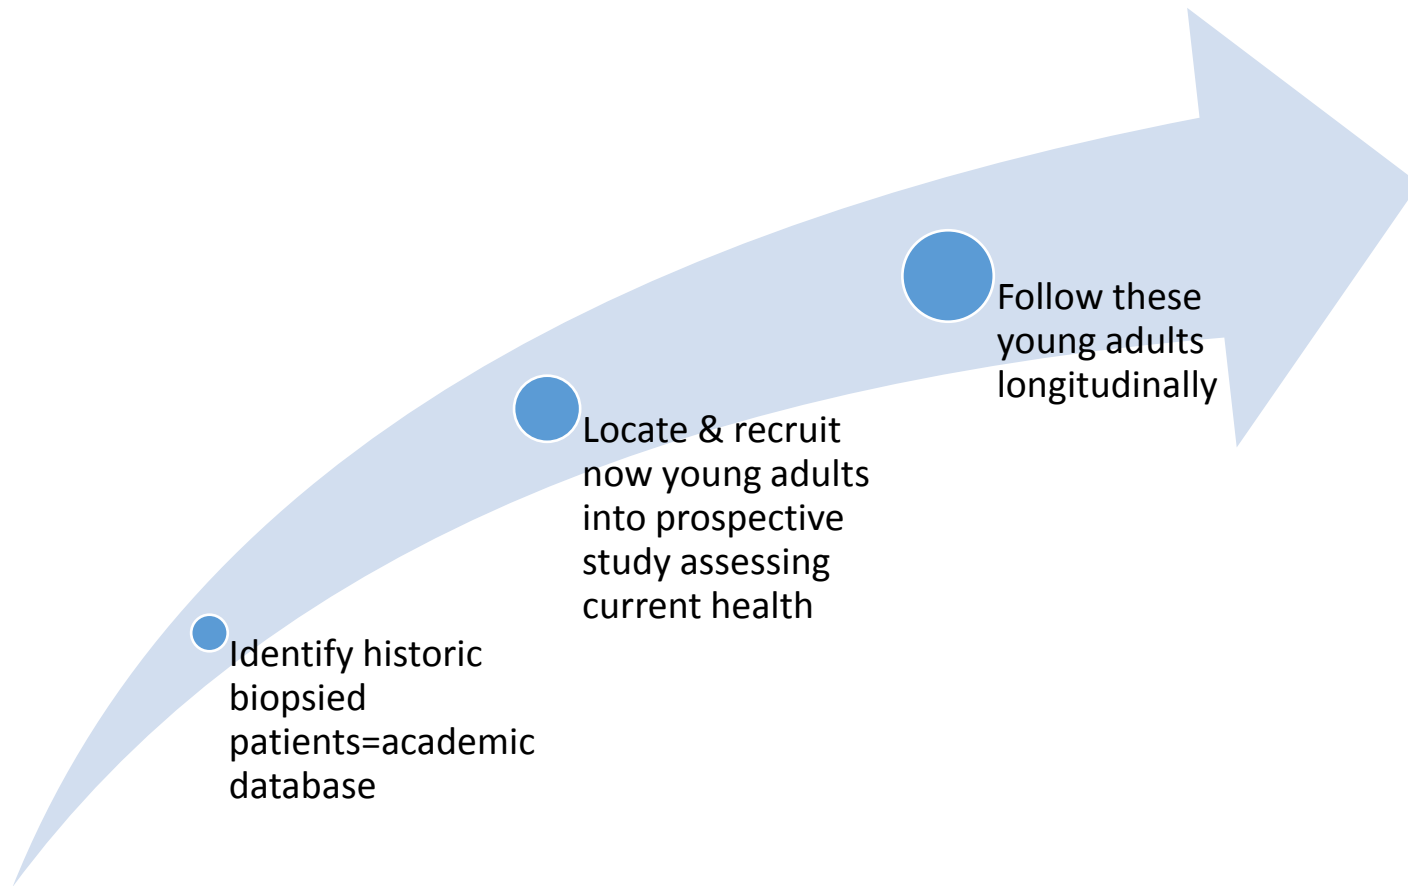 Identify historic
biopsied
patients=academic
database
Locate & recruit
now young adults
into prospective
study assessing
current health
Follow these
young adults
longitudinally